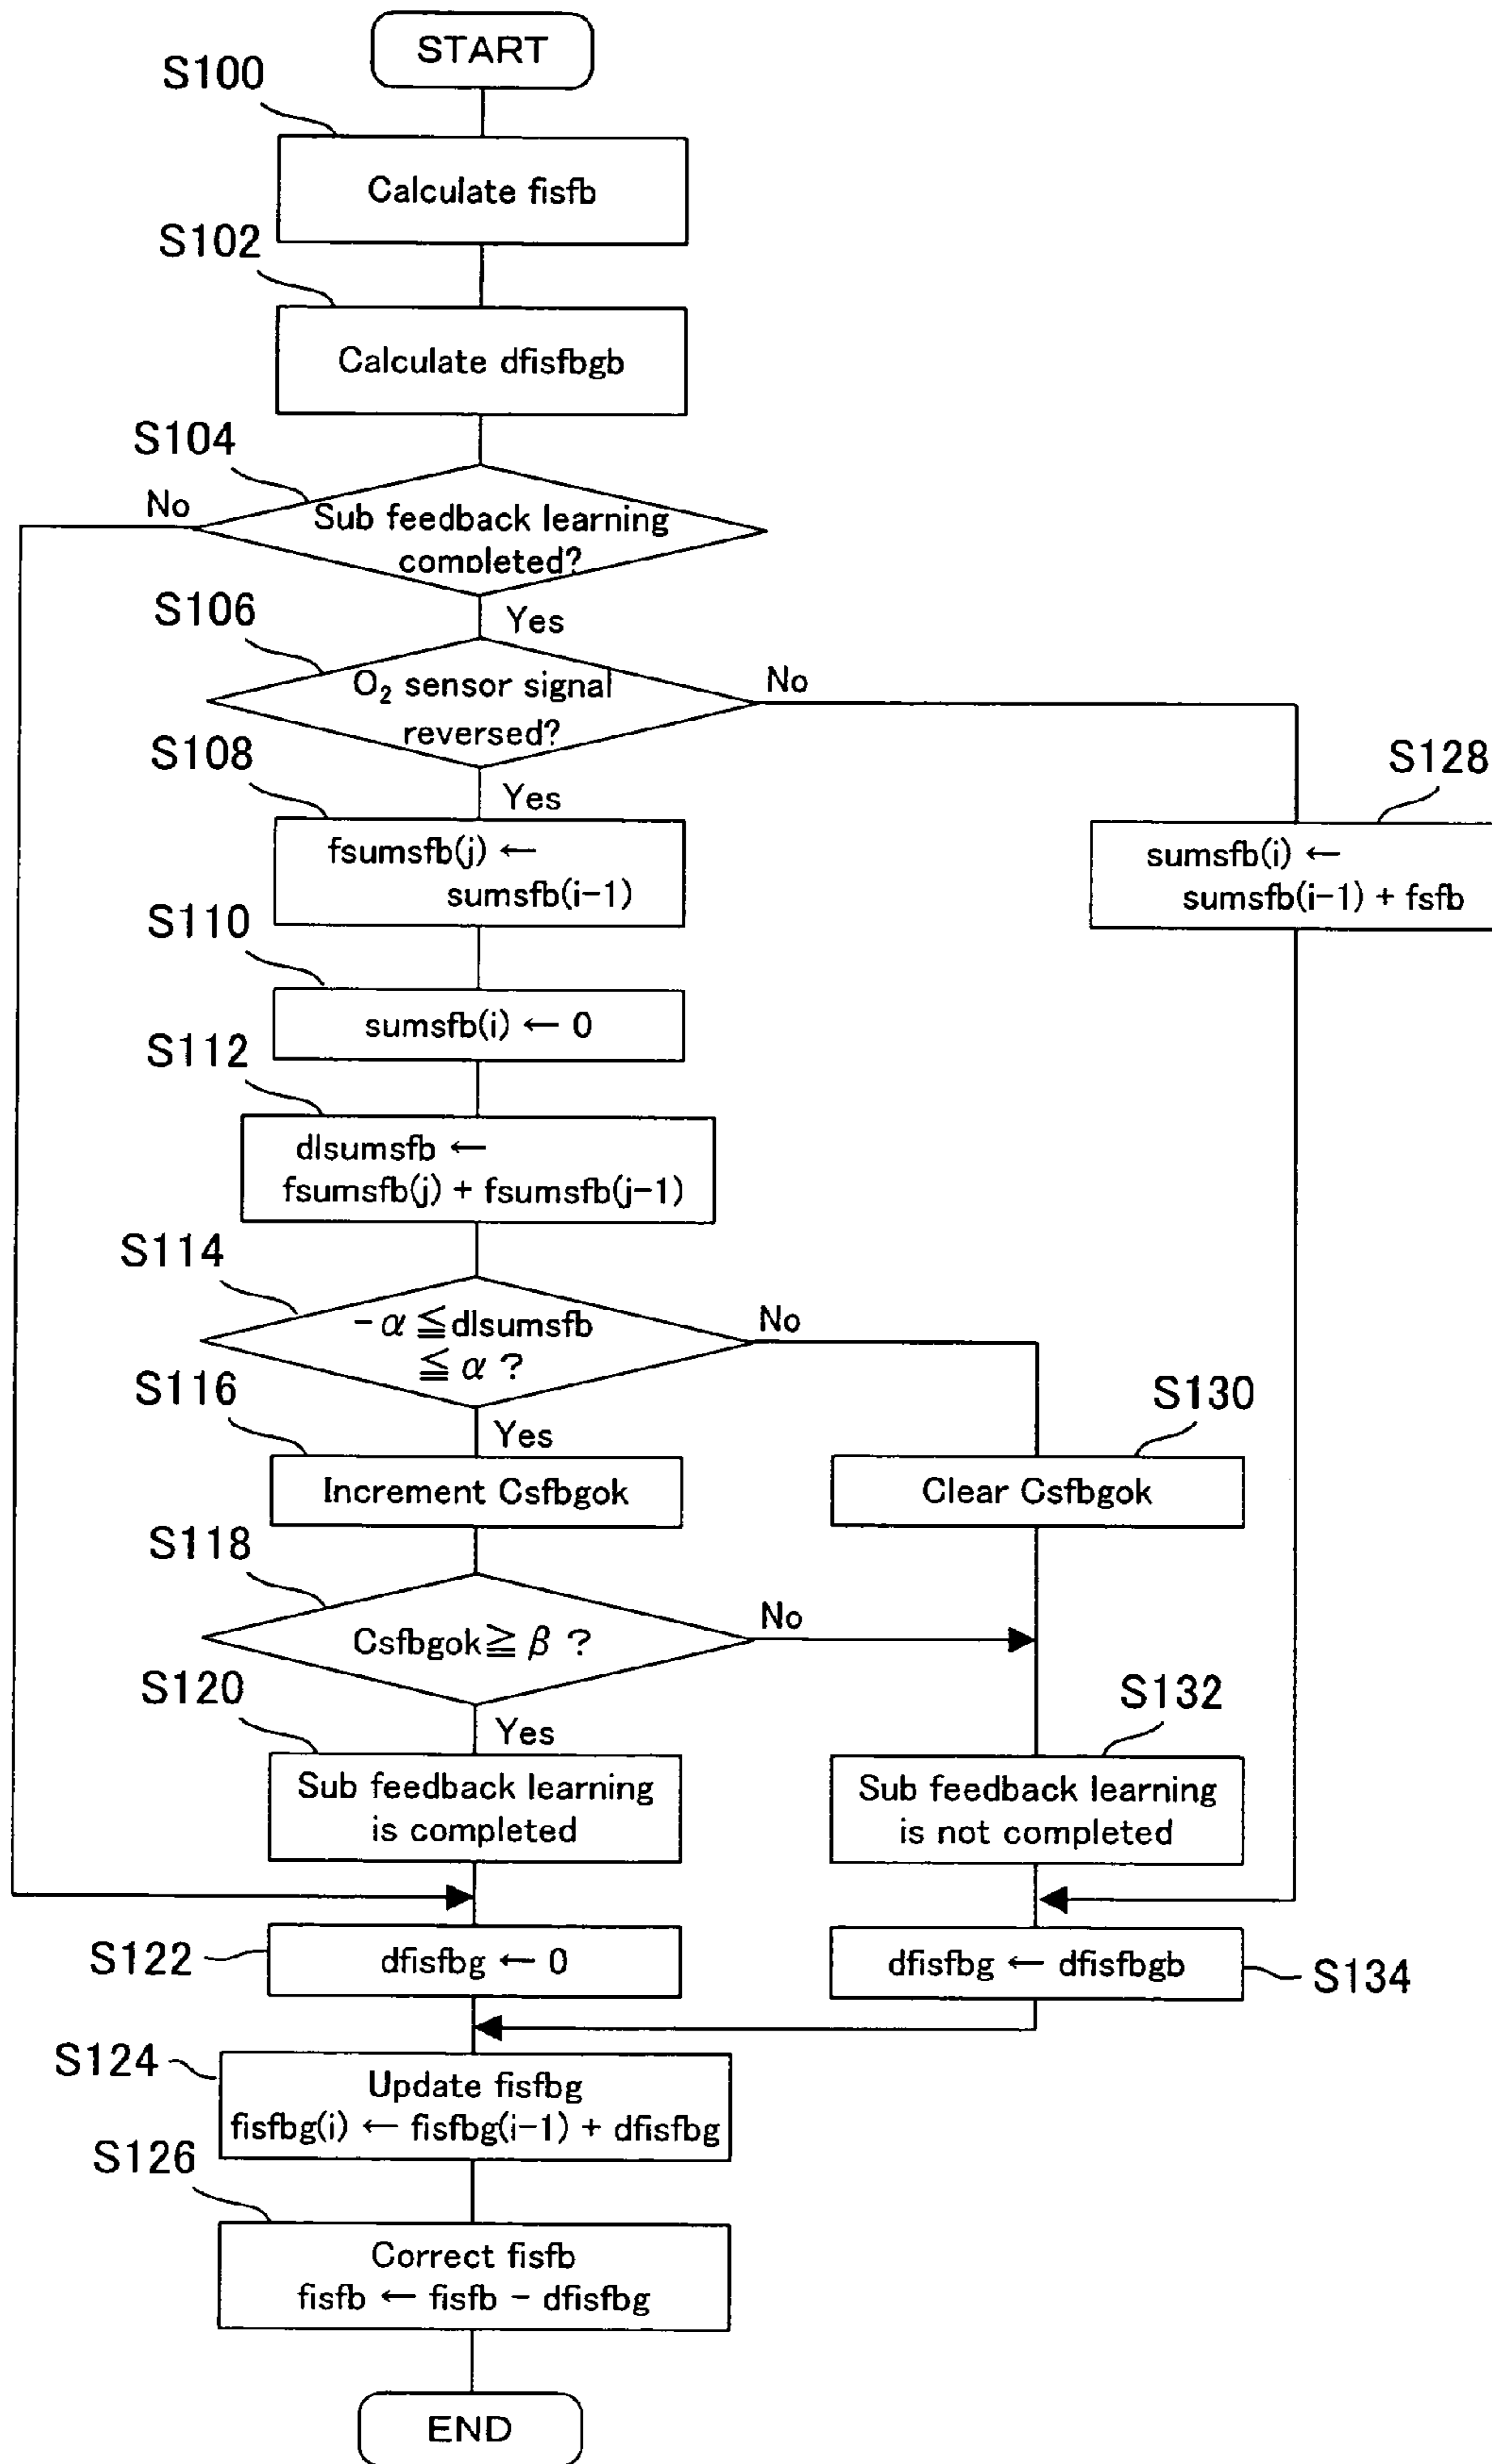 START
S100
Calculate fisfb
S102
Calculate dfisfbgb
S104
No
Sub feedback learning
completed?
Yes
S106
O₂ sensor signal
reversed?
No
Yes
S108
fsumsfb(j) ←
sumsfb(i−1)
S128
sumsfb(i) ←
sumsfb(i−1) + fsfb
S110
sumsfb(i) ← 0
S112
dlsumsfb ←
fsumsfb(j) + fsumsfb(j−1)
S114
−α ≦ dlsumsfb
≦ α ?
No
Yes
S116
Increment Csfbgok
S130
Clear Csfbgok
S118
Csfbgok ≧ β ?
No
Yes
S120
Sub feedback learning
is completed
S132
Sub feedback learning
is not completed
S122
dfisfbg ← 0
dfisfbg ← dfisfbgb
S134
S124
Update fisfbg
fisfbg(i) ← fisfbg(i−1) + dfisfbg
S126
Correct fisfb
fisfb ← fisfb − dfisfbg
END